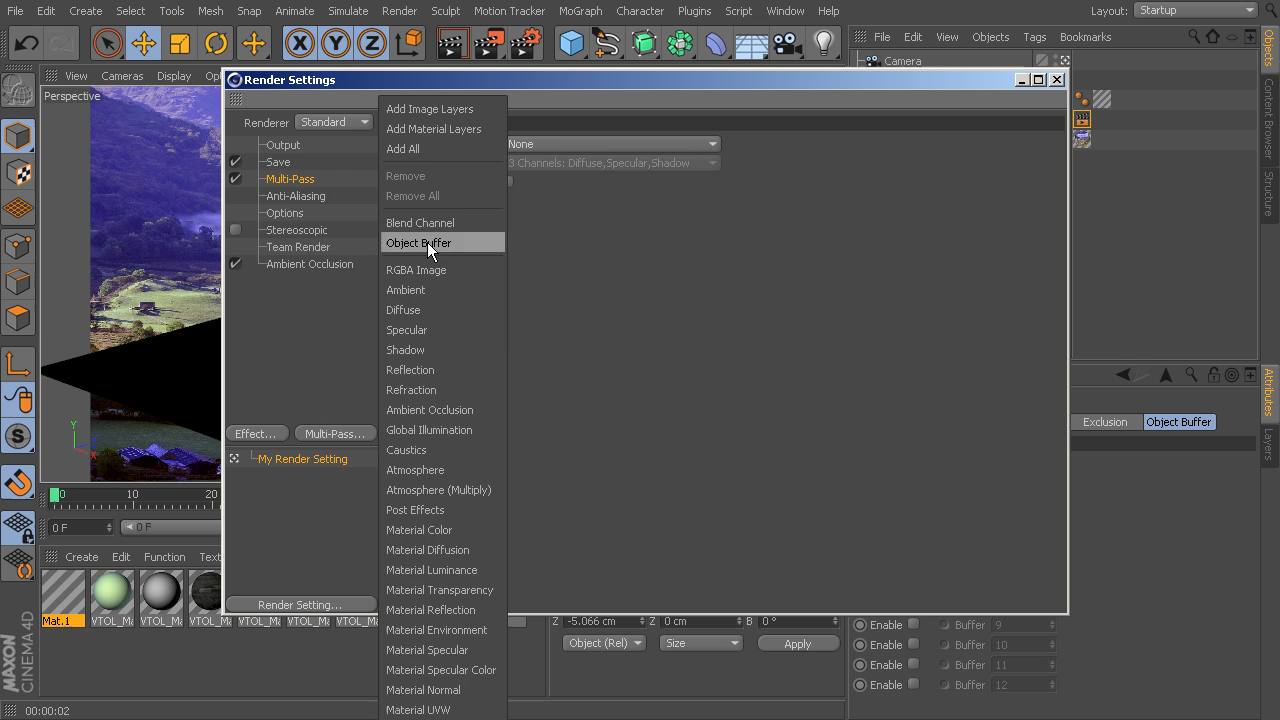 File Edit Create Select Tools Mesh Snap Animate Simulate Render Sculpt Motion Tracker MoGraph Character Plugins Script Window Help
Layout: Startup
File Edit View Objects Tags Bookmarks
View Cameras Display
Camera
Perspective
Render Settings
Renderer Standard
Output
Save
Multi-Pass
Anti-Aliasing
Options
Stereoscopic
Team Render
Ambient Occlusion
Effect... Multi-Pass...
My Render Setting
Render Setting...
Add Image Layers
Add Material Layers
Add All
Remove
Remove All
Blend Channel
Object Buffer
RGBA Image
Ambient
Diffuse
Specular
Shadow
Reflection
Refraction
Ambient Occlusion
Global Illumination
Caustics
Atmosphere
Atmosphere (Multiply)
Post Effects
Material Color
Material Diffusion
Material Luminance
Material Transparency
Material Reflection
Material Environment
Material Specular
Material Specular Color
Material Normal
Material UVW
None
3 Channels: Diffuse,Specular,Shadow
Objects
Content Browser
Structure
Attributes
Layers
Exclusion Object Buffer
Y
X
0 10 20
0 F 0 F
Create Edit Function
Mat.1 VTOL_Ma VTOL_Ma
Z -5.066 cm Z 0 cm B 0 °
Object (Rel) Size Apply
Enable Buffer 9
Enable Buffer 10
Enable Buffer 11
Enable Buffer 12
MAXON
CINEMA 4D
00:00:02